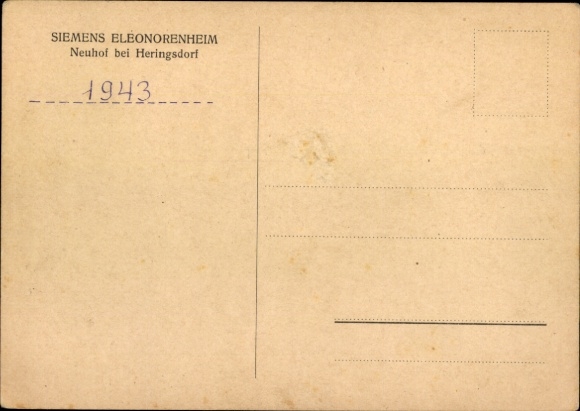 SIEMENS ELEONORENHEIM
Neuhof bei Heringsdorf
1943